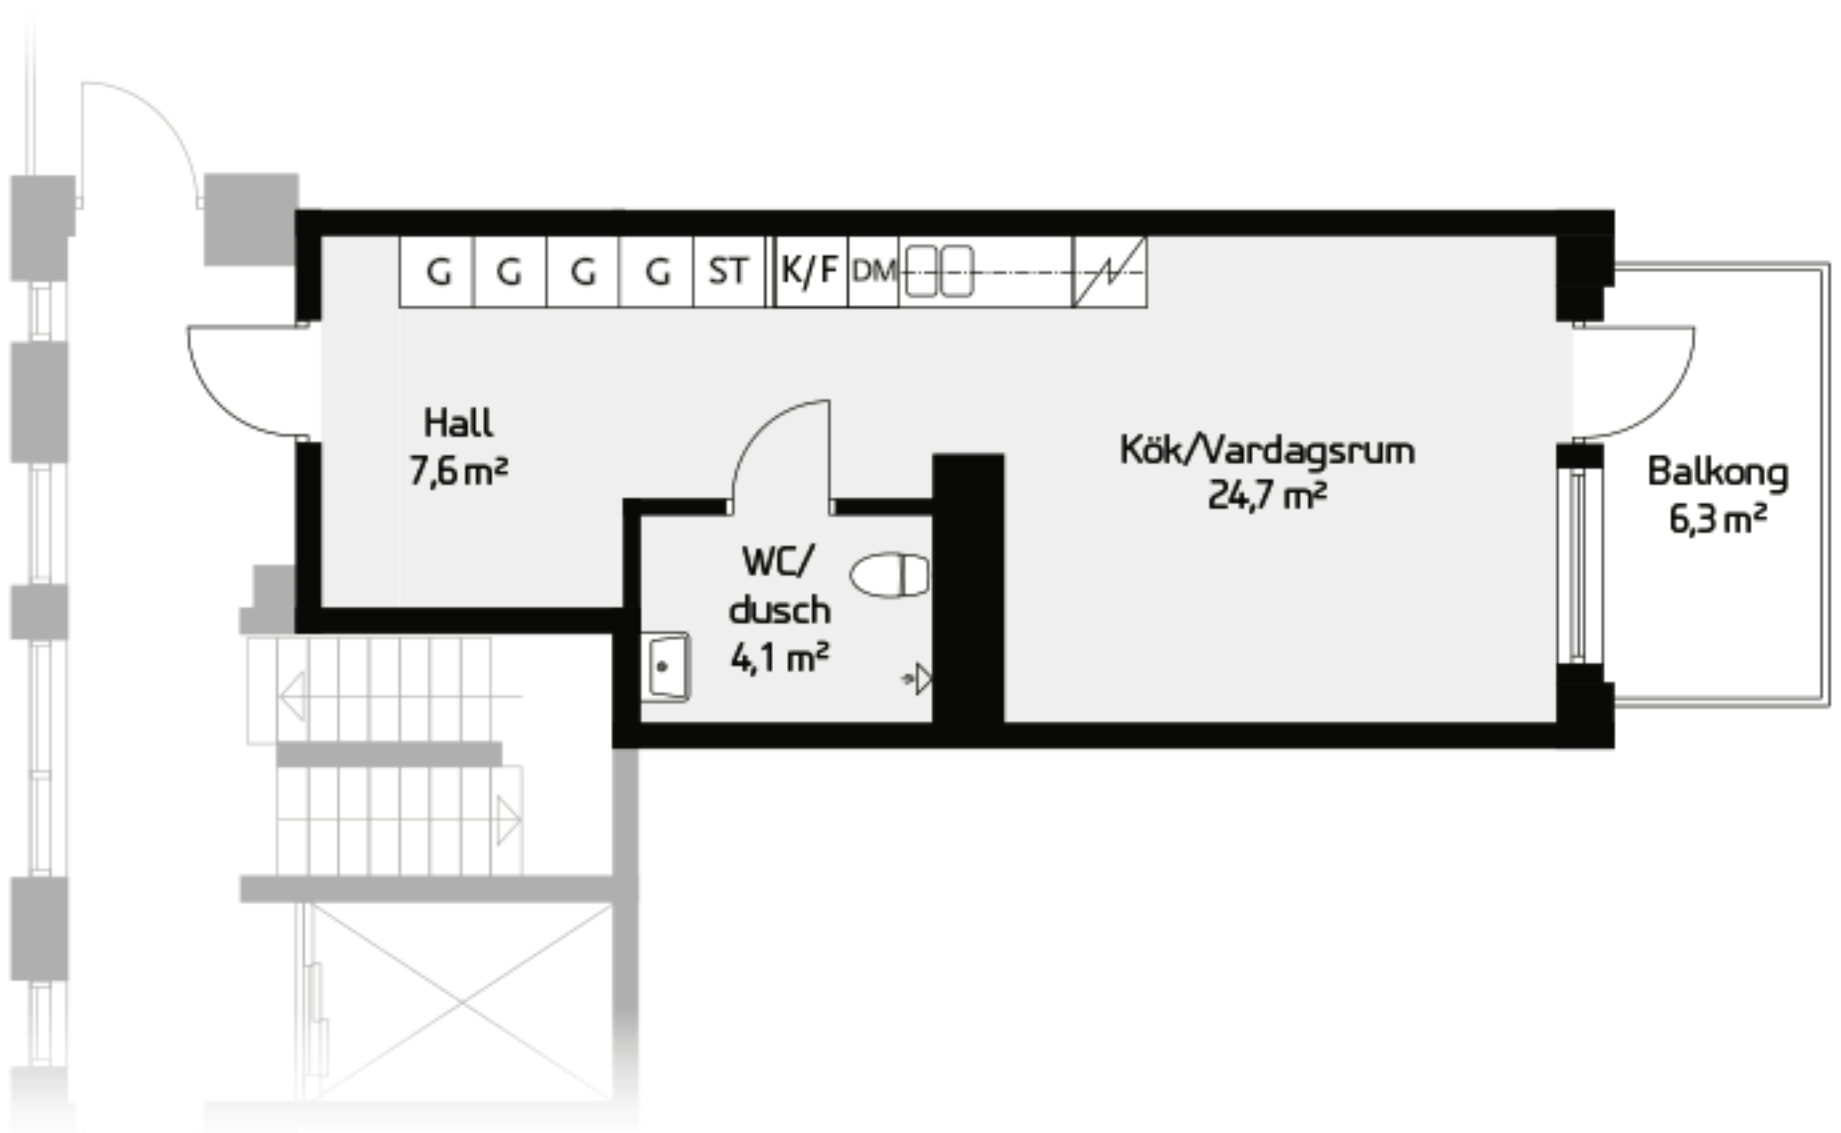 G G G G ST K/F DM
Hall
7,6 m²
Kök/Vardagsrum
24,7 m²
Balkong
6,3 m²
WC/
dusch
4,1 m²